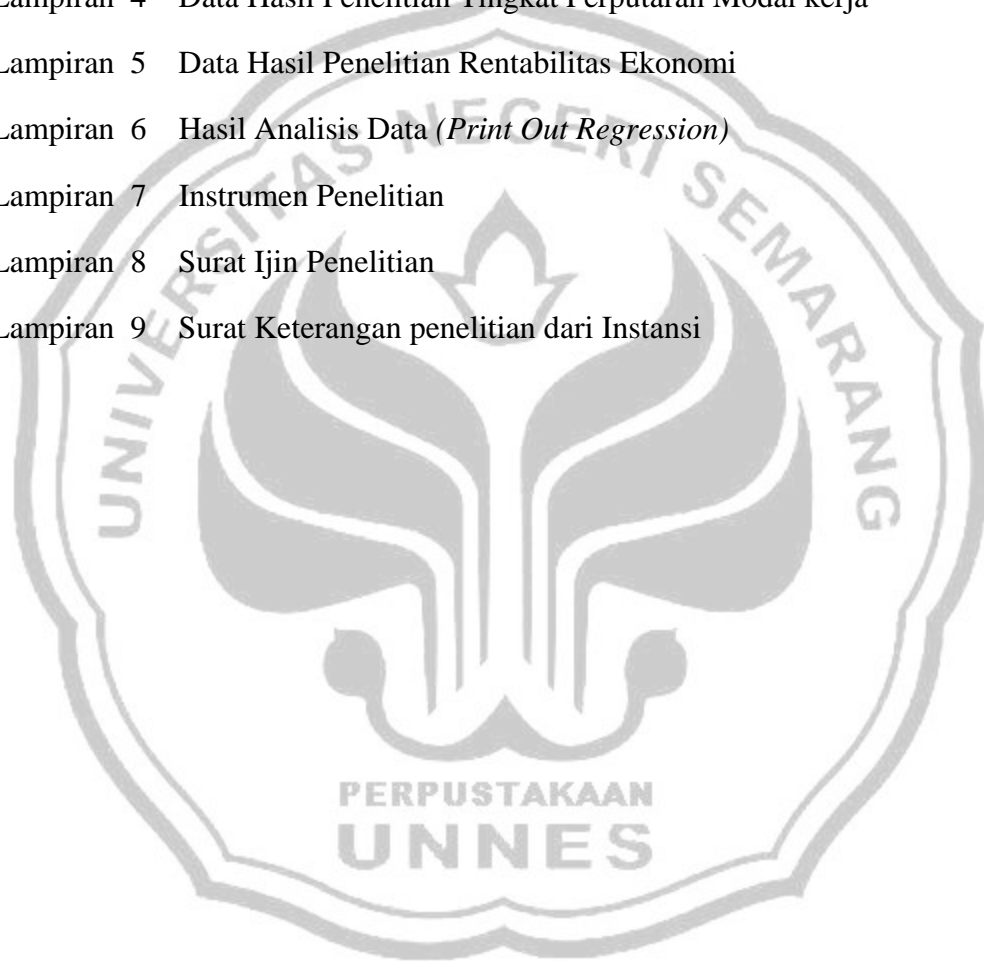 Lampiran 4 Data Hasil Penelitian Tingkat Perputaran Modal kerja
Lampiran 5 Data Hasil Penelitian Rentabilitas Ekonomi
Lampiran 6 Hasil Analisis Data (Print Out Regression)
Lampiran 7 Instrumen Penelitian
Lampiran 8 Surat Ijin Penelitian
Lampiran 9 Surat Keterangan penelitian dari Instansi
UNIVERSITAS NEGERI SEMARANG
PERPUSTAKAAN
UNNES